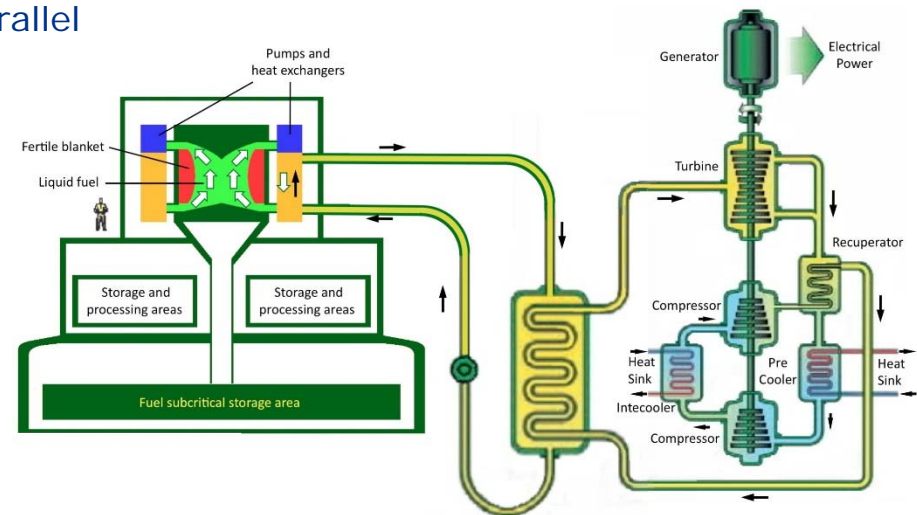 rallel
Pumps and
heat exchangers
Fertile blanket
Liquid fuel
Storage and
processing areas
Storage and
processing areas
Fuel subcritical storage area
Generator
Electrical
Power
Turbine
Recuperator
Compressor
Heat
Sink
Pre
Cooler
Heat
Sink
Intecooler
Compressor